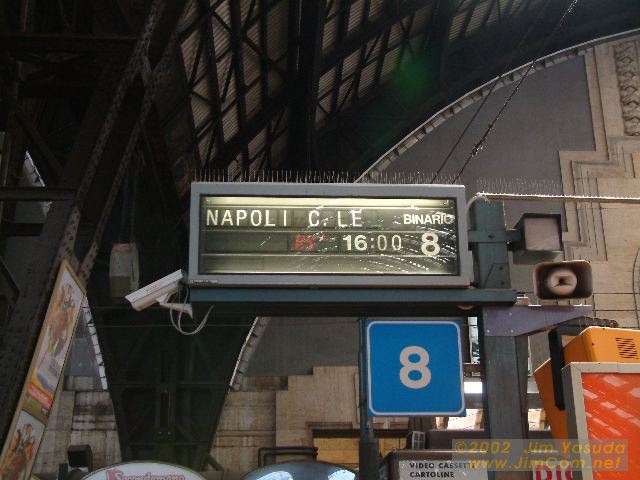 NAPOLI C.LE BINARIO
ES* 16:00 8
8
VIDEO CASSETTE
CARTOLINE
©2002 Jim Yasuda
www.JimCom.net